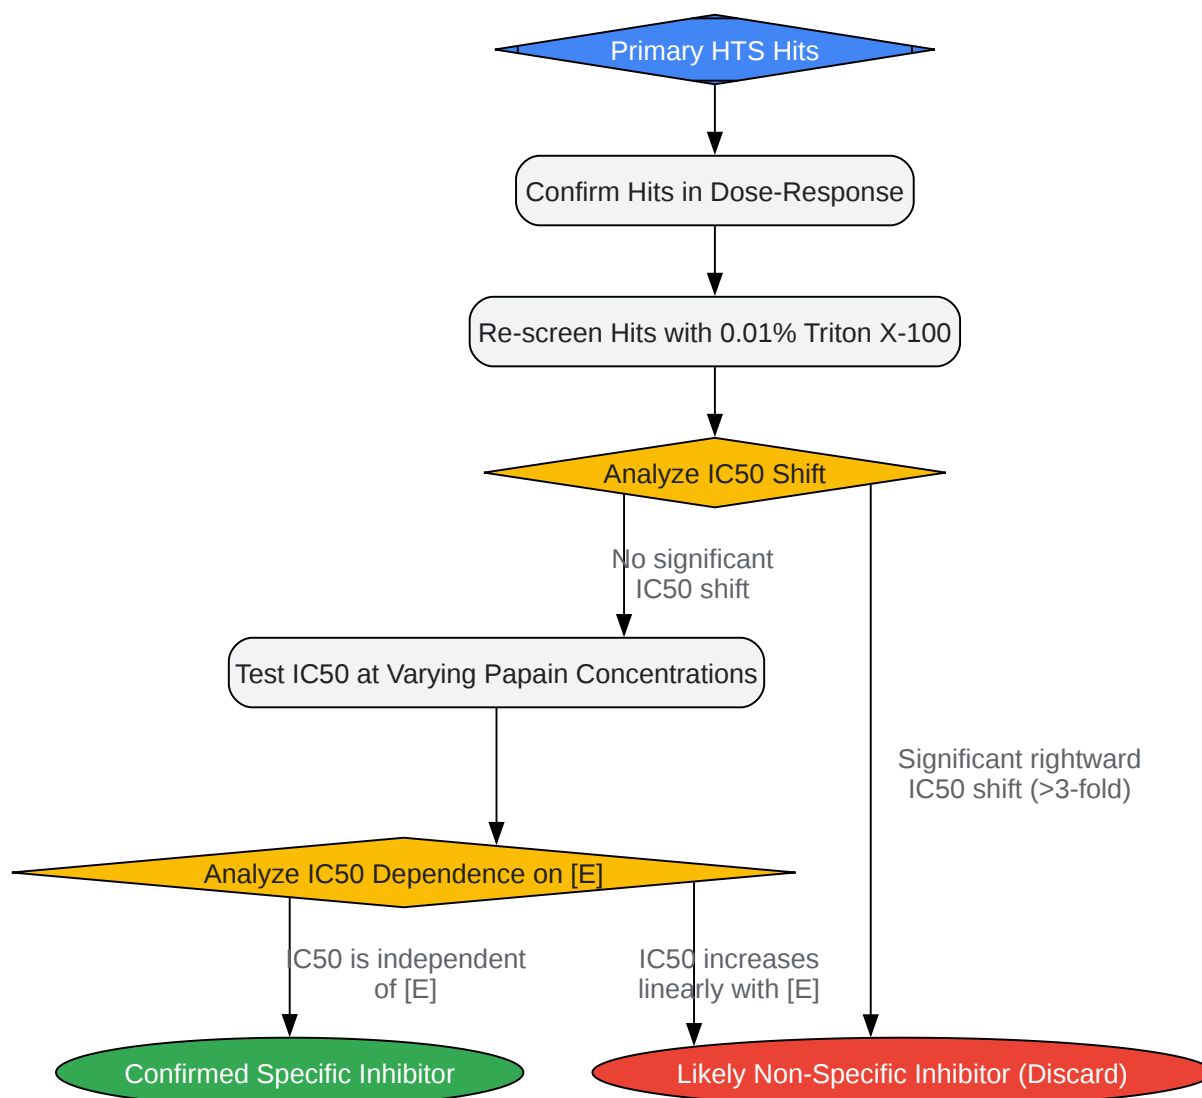 Primary HTS Hits
Confirm Hits in Dose-Response
Re-screen Hits with 0.01% Triton X-100
Analyze IC50 Shift
No significant
IC50 shift
Test IC50 at Varying Papain Concentrations
Significant rightward
IC50 shift (>3-fold)
Analyze IC50 Dependence on [E]
IC50 is independent
of [E]
IC50 increases
linearly with [E]
Confirmed Specific Inhibitor
Likely Non-Specific Inhibitor (Discard)